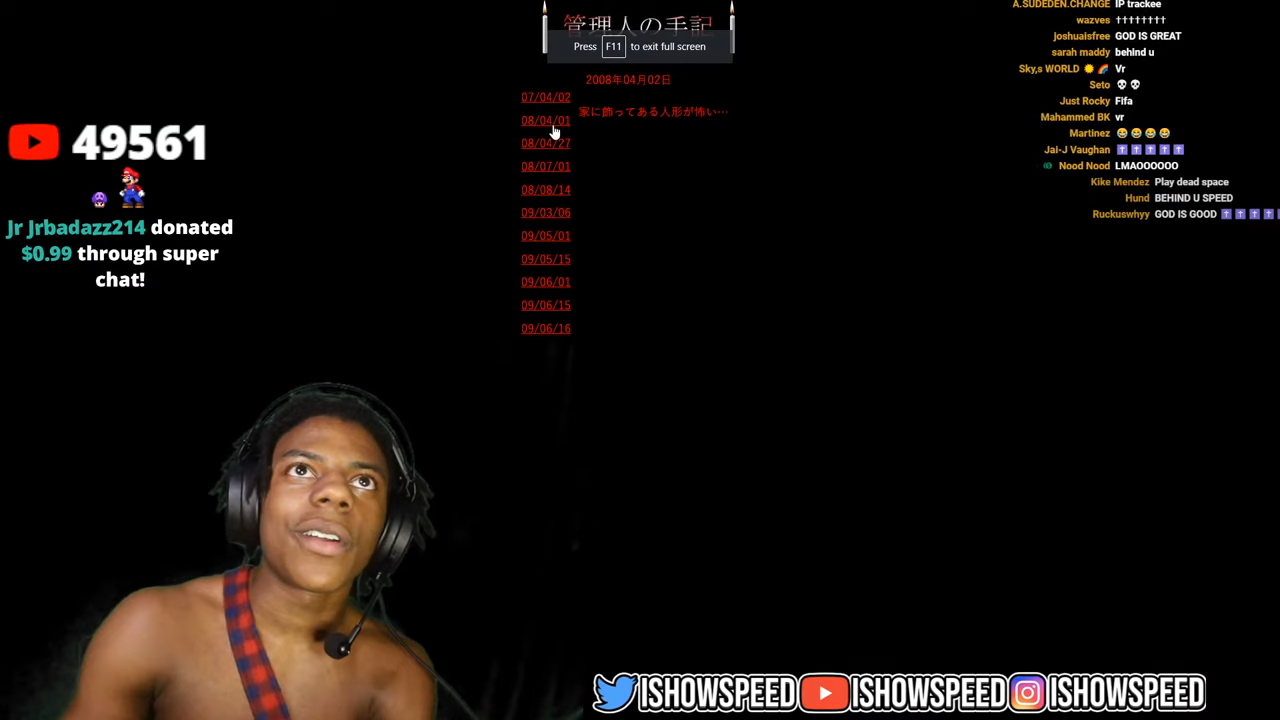 管理人の手記
Press F11 to exit full screen
2008年04月02日
家に飾ってある人形が怖い…
07/04/02
08/04/01
08/04/27
08/07/01
08/08/14
09/03/06
09/05/01
09/05/15
09/06/01
09/06/15
09/06/16
49561
Jr Jrbadazz214 donated
$0.99 through super
chat!
A.SUDEDEN.CHANGE IP trackee
wazves ††††††††
joshuaisfree GOD IS GREAT
sarah maddy behind u
Sky,s WORLD ☀️🌈 Vr
Seto 💀💀
Just Rocky Fifa
Mahammed BK vr
Martinez 😂😂😂😂
Jai-J Vaughan ✝️✝️✝️✝️✝️
Nood Nood LMAOOOOOO
Kike Mendez Play dead space
Hund BEHIND U SPEED
Ruckuswhyy GOD IS GOOD ✝️✝️✝️✝️
ISHOWSPEED ISHOWSPEED ISHOWSPEED